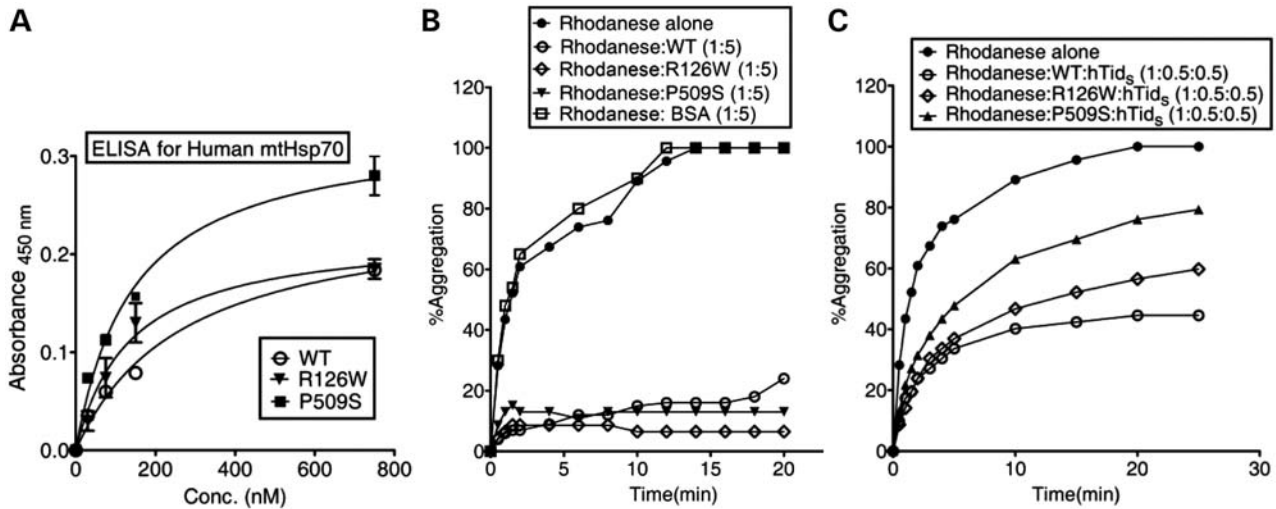 A
ELISA for Human mtHsp70
0.3
0.2
0.1
0.0
Absorbance 450 nm
0
200
400
600
800
Conc. (nM)
WT
R126W
P509S
B
Rhodanese alone
Rhodanese:WT (1:5)
Rhodanese:R126W (1:5)
Rhodanese:P509S (1:5)
Rhodanese: BSA (1:5)
120
100
80
60
40
20
0
%Aggregation
0
5
10
15
20
Time(min)
C
Rhodanese alone
Rhodanese:WT:hTidS (1:0.5:0.5)
Rhodanese:R126W:hTidS (1:0.5:0.5)
Rhodanese:P509S:hTidS (1:0.5:0.5)
120
100
80
60
40
20
0
%Aggregation
0
10
20
30
Time(min)